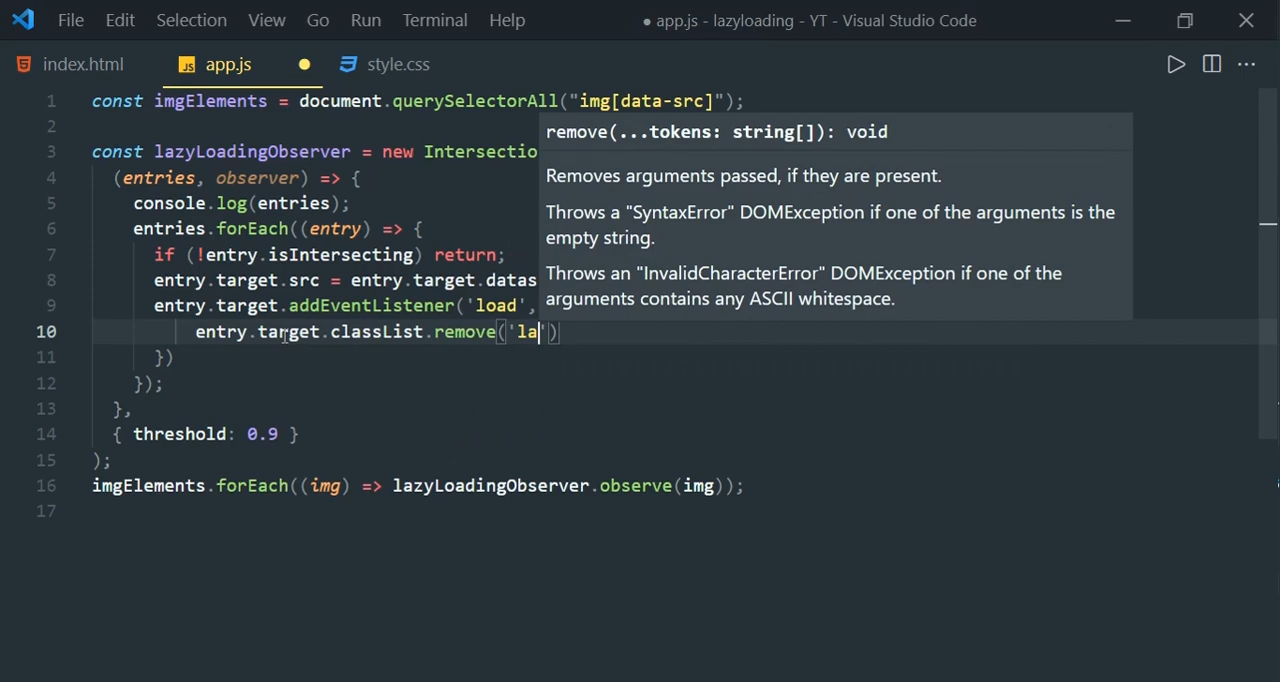 File Edit Selection View Go Run Terminal Help ● app.js - lazyloading - YT - Visual Studio Code
index.html JS app.js ● style.css
1 const imgElements = document.querySelectorAll("img[data-src]");
2
3 const lazyLoadingObserver = new Intersectio
4 (entries, observer) => {
5 console.log(entries);
6 entries.forEach((entry) => {
7 if (!entry.isIntersecting) return;
8 entry.target.src = entry.target.datas
9 entry.target.addEventListener('load',
10 entry.target.classList.remove('la')
11 })
12 });
13 },
14 { threshold: 0.9 }
15 );
16 imgElements.forEach((img) => lazyLoadingObserver.observe(img));
17
remove(...tokens: string[]): void
Removes arguments passed, if they are present.
Throws a "SyntaxError" DOMException if one of the arguments is the
empty string.
Throws an "InvalidCharacterError" DOMException if one of the
arguments contains any ASCII whitespace.